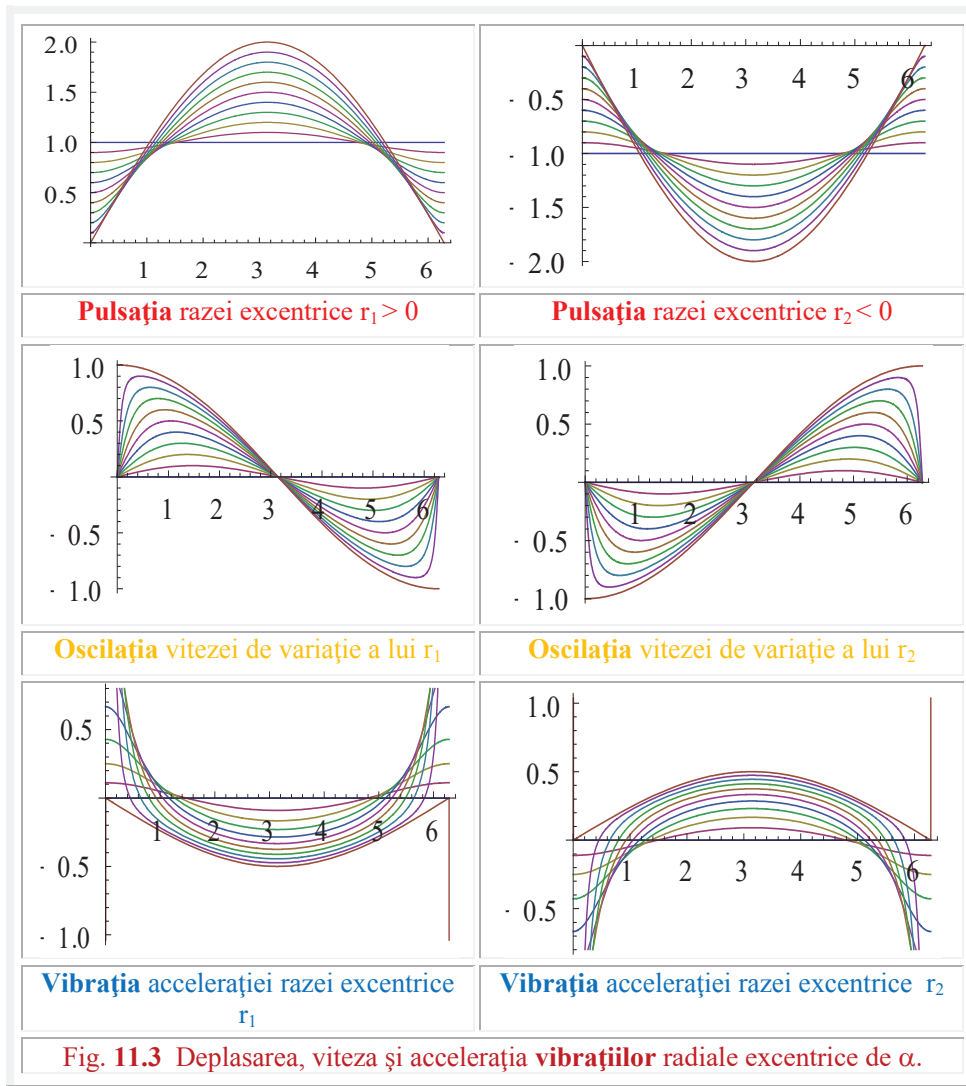 2.0
1.5
1.0
0.5
1 2 3 4 5 6
1 2 3 4 5 6
- 0.5
- 1.0
- 1.5
- 2.0
Pulsaţia razei excentrice r₁ > 0
Pulsaţia razei excentrice r₂ < 0
1.0
0.5
1 2 3 4 5 6
- 0.5
- 1.0
1.0
0.5
1 2 3 4 5 6
- 0.5
- 1.0
Oscilaţia vitezei de variaţie a lui r₁
Oscilaţia vitezei de variaţie a lui r₂
0.5
1 2 3 4 5 6
- 0.5
- 1.0
1.0
0.5
1 2 3 4 5 6
- 0.5
Vibraţia acceleraţiei razei excentrice
r₁
Vibraţia acceleraţiei razei excentrice r₂
Fig. 11.3 Deplasarea, viteza şi acceleraţia vibraţiilor radiale excentrice de α.